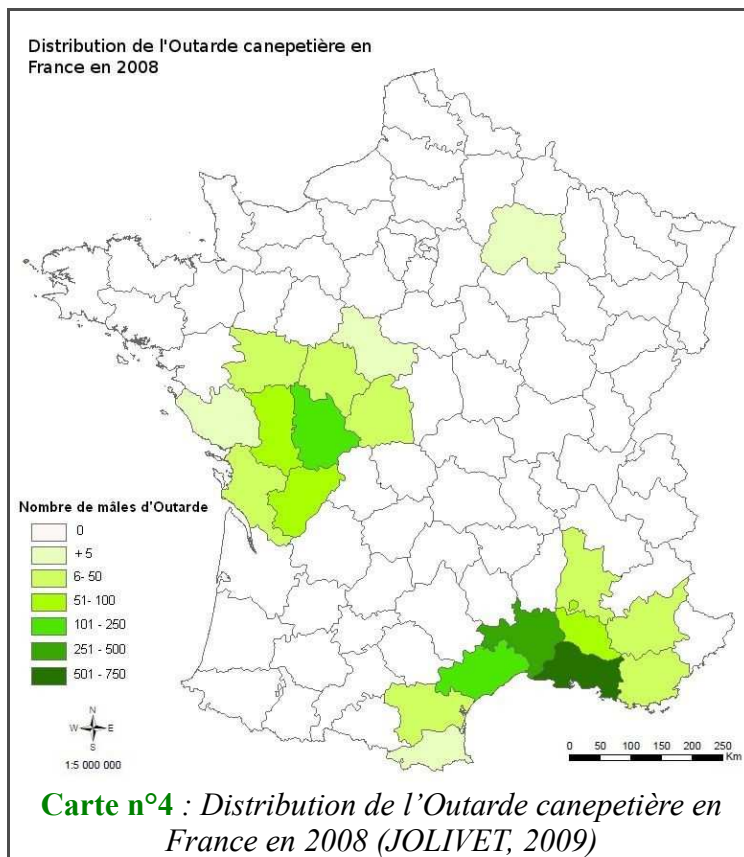 Distribution de l'Outarde canepetière en
France en 2008
Nombre de mâles d'Outarde
0
+ 5
6- 50
51- 100
101 - 250
251 - 500
501 - 750
N
W E
S
1:5 000 000
0 50 100 150 200 250
Km
Carte n°4 : Distribution de l’Outarde canepetière en
France en 2008 (JOLIVET, 2009)